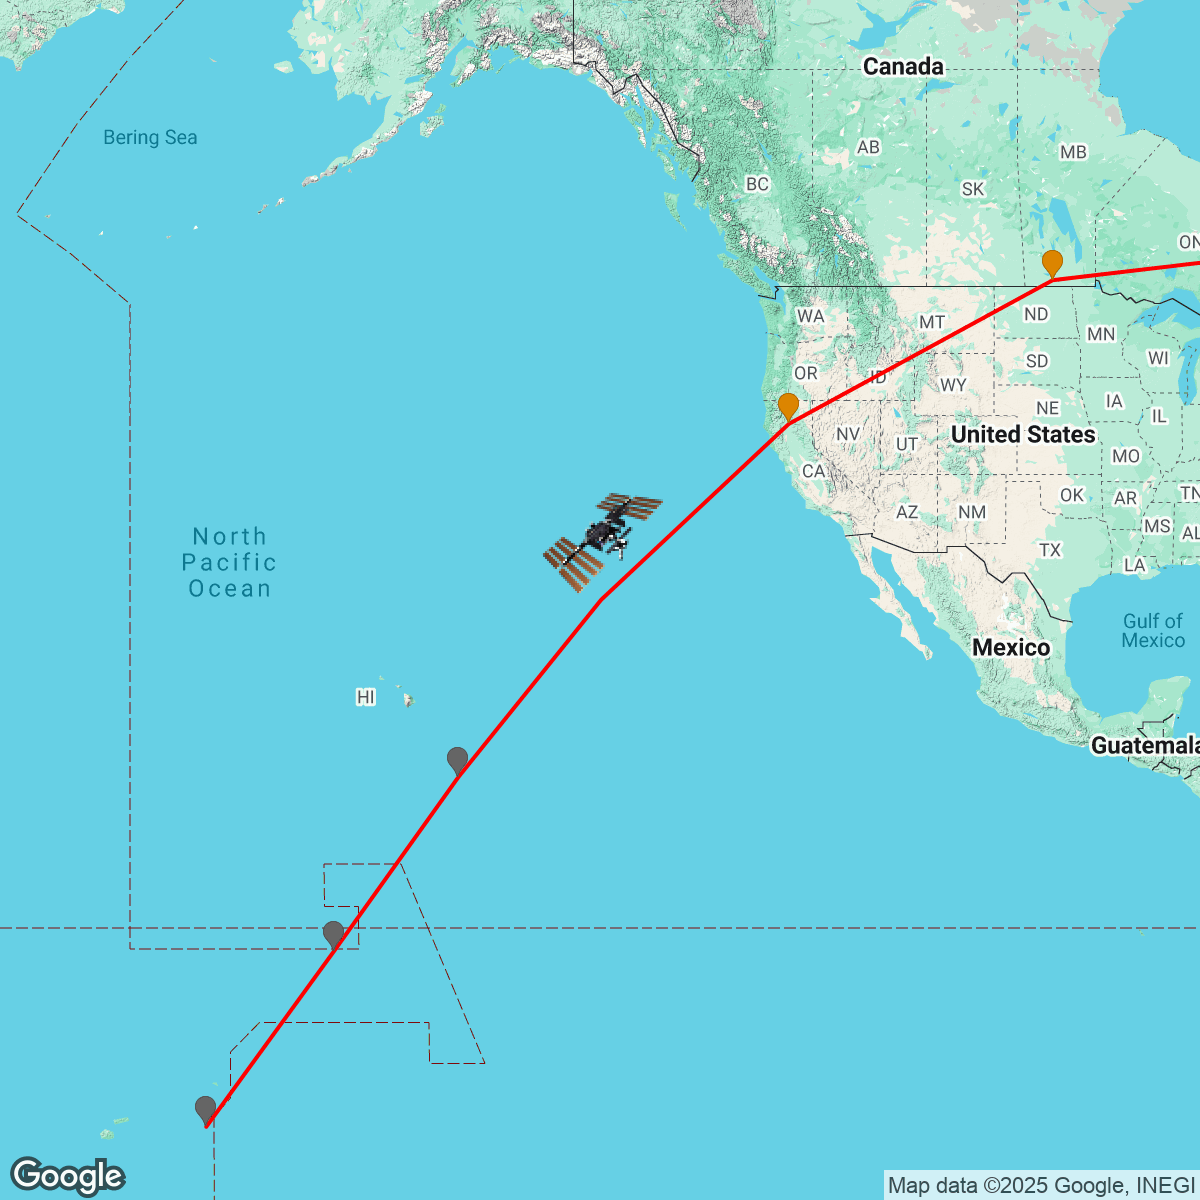 Canada
Bering Sea
AB
MB
BC
SK
ON
WA
MT
ND
MN
OR
ID
SD
WI
WY
NE
IA
IL
United States
NV
UT
CA
MO
OK
AR
TN
AZ
NM
MS
AL
TX
LA
North
Pacific
Ocean
Gulf of
Mexico
Mexico
HI
Guatemala
Google
Map data ©2025 Google, INEGI